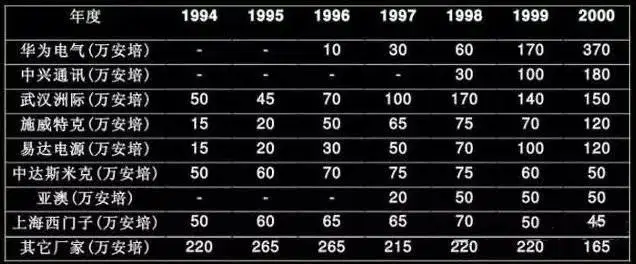 年度 1994 1995 1996 1997 1998 1999 2000
华为电气(万安培) - - 10 30 60 170 370
中兴通讯(万安培) - - - - 30 100 180
武汉洲际(万安培) 50 45 70 100 170 140 150
施威特克(万安培) 15 20 50 65 75 70 120
易达电源(万安培) 15 20 30 50 70 100 120
中达斯米克(万安培) 50 60 70 75 75 60 50
亚澳(万安培) - - - 20 50 50 50
上海西门子(万安培) 50 60 65 65 70 50 45
其它厂家(万安培) 220 265 265 215 220 220 165